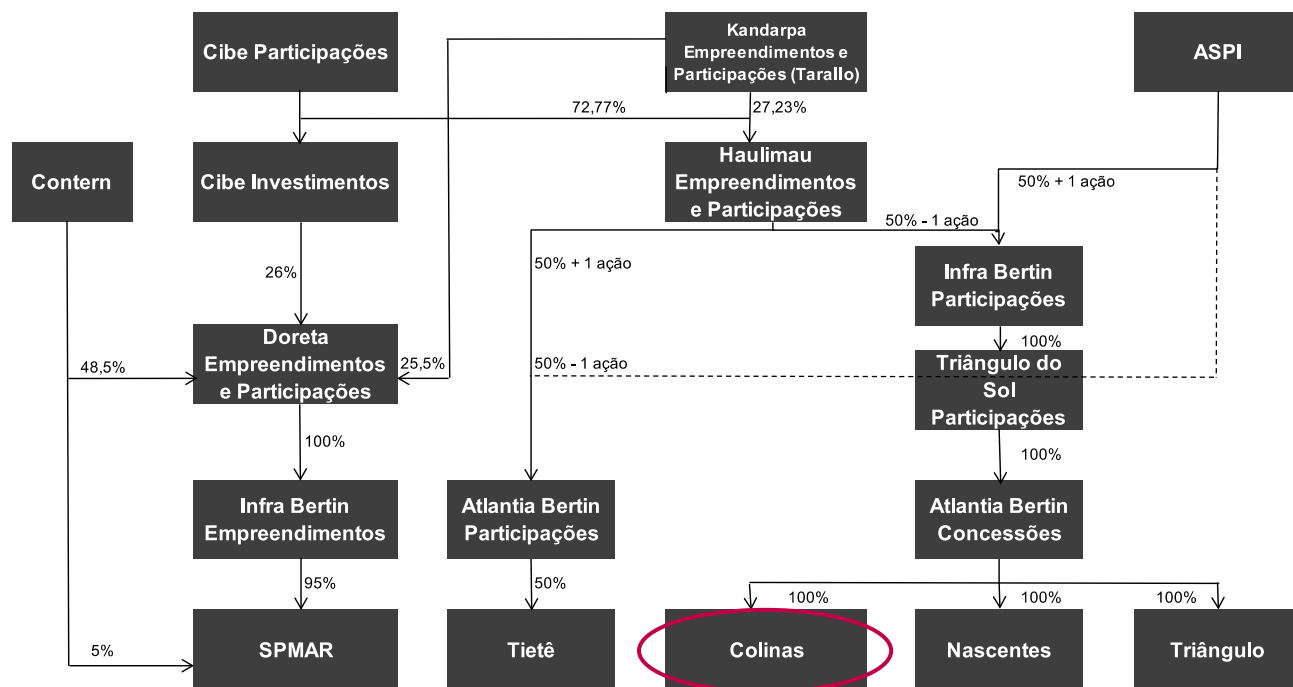 Cibe Participações
Kandarpa
Empreendimentos e
Participações (Tarallo)
ASPI
72,77%
27,23%
Contern
Cibe Investimentos
Haulimau
Empreendimentos
e Participações
50% + 1 ação
50% - 1 ação
26%
50% + 1 ação
Infra Bertin
Participações
100%
48,5%
Doreta
Empreendimentos
e Participações
25,5%
50% - 1 ação
Triângulo do
Sol
Participações
100%
100%
Infra Bertin
Empreendimentos
Atlantia Bertin
Participações
Atlantia Bertin
Concessões
95%
50%
100%
100%
100%
5%
SPMAR
Tietê
Colinas
Nascentes
Triângulo